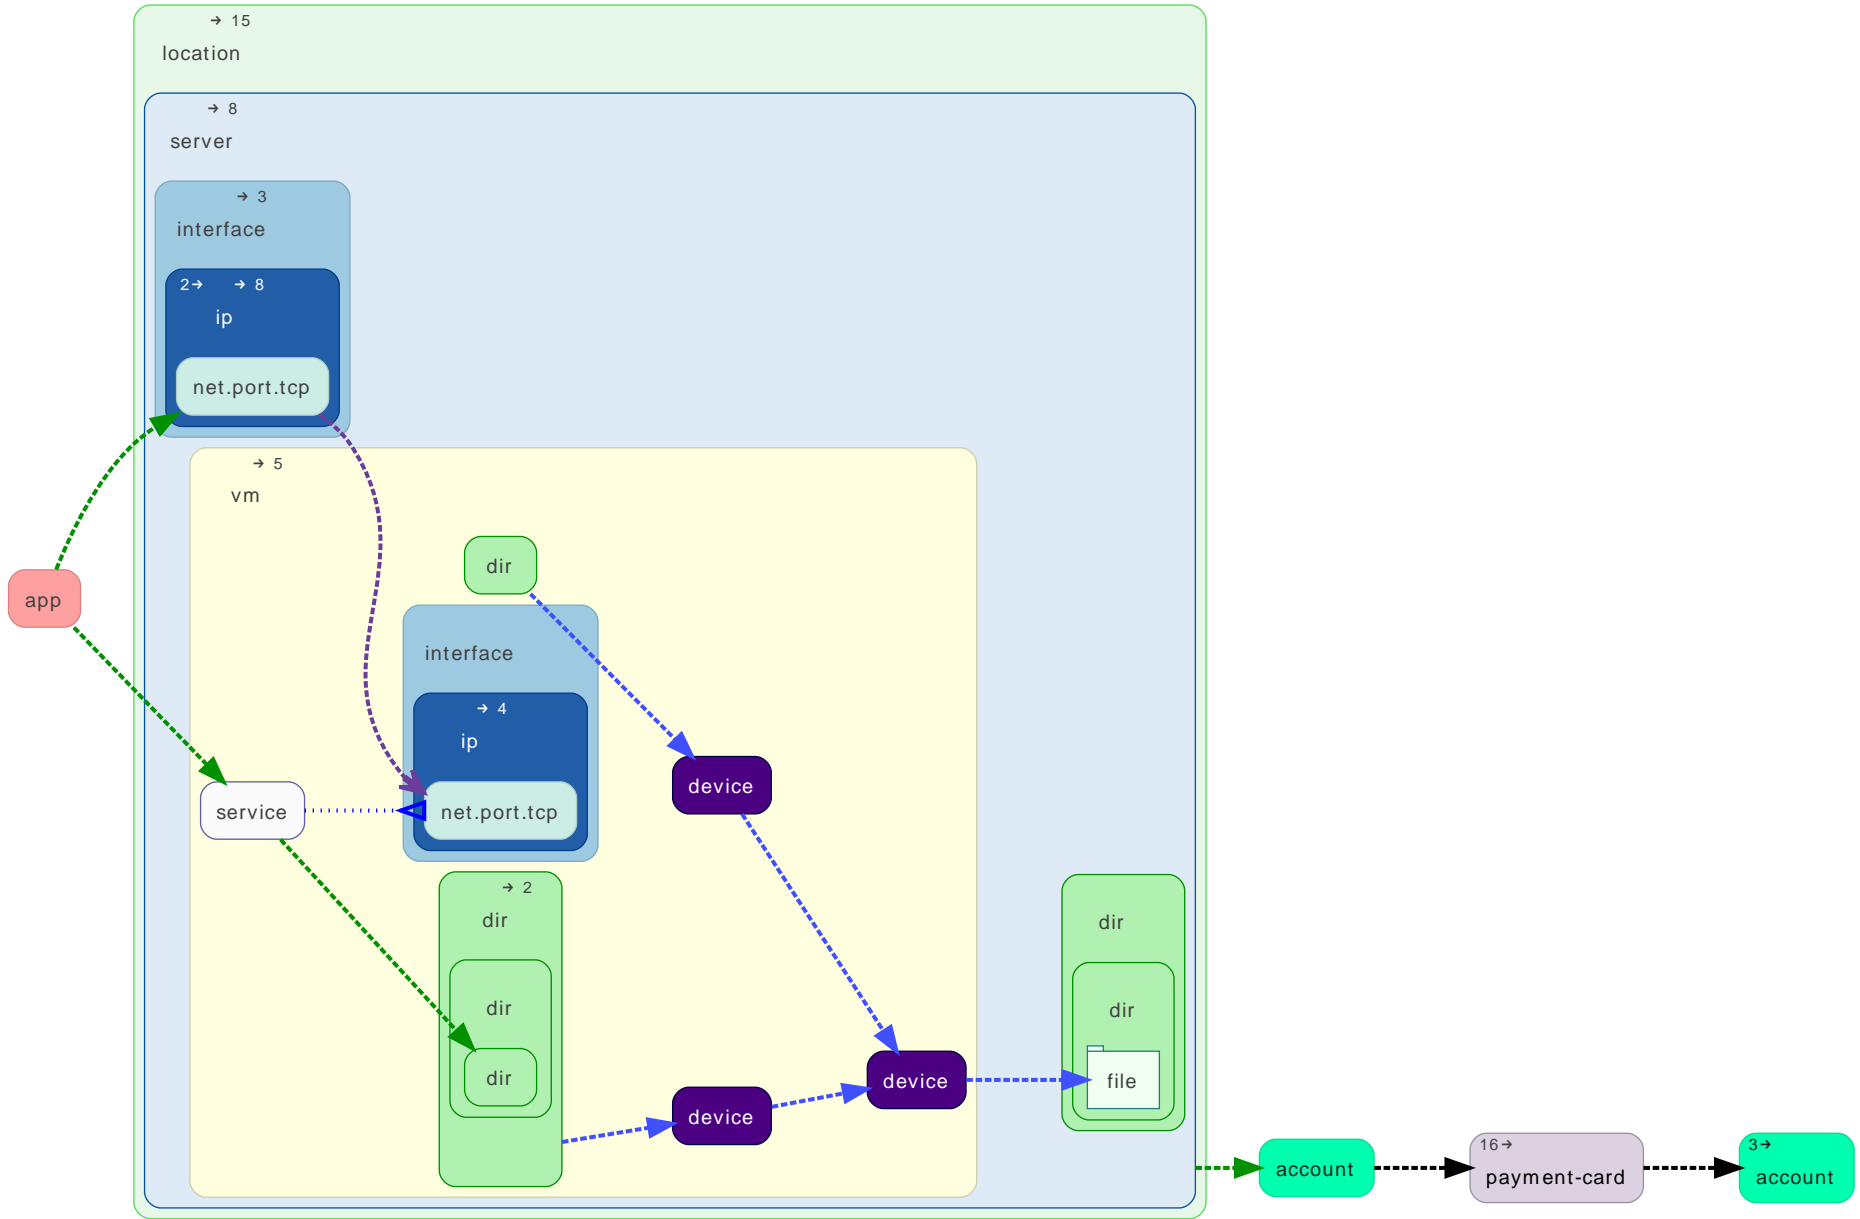 → 15
location
→ 8
server
→ 3
interface
2→ → 8
ip
net.port.tcp
→ 5
vm
dir
app
interface
→ 4
ip
device
service
net.port.tcp
→ 2
dir
dir
dir
dir
dir
device
file
device
account
16→
payment-card
3→
account